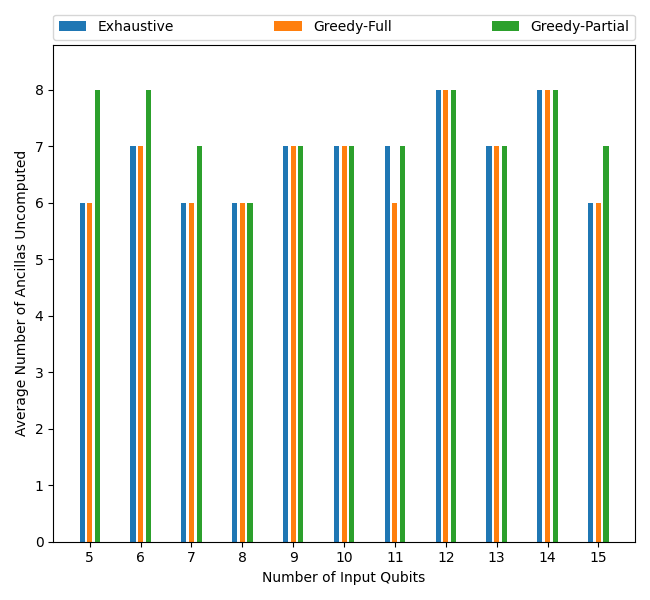 Exhaustive Greedy-Full Greedy-Partial
Average Number of Ancillas Uncomputed
8
7
6
5
4
3
2
1
0
5 6 7 8 9 10 11 12 13 14 15
Number of Input Qubits